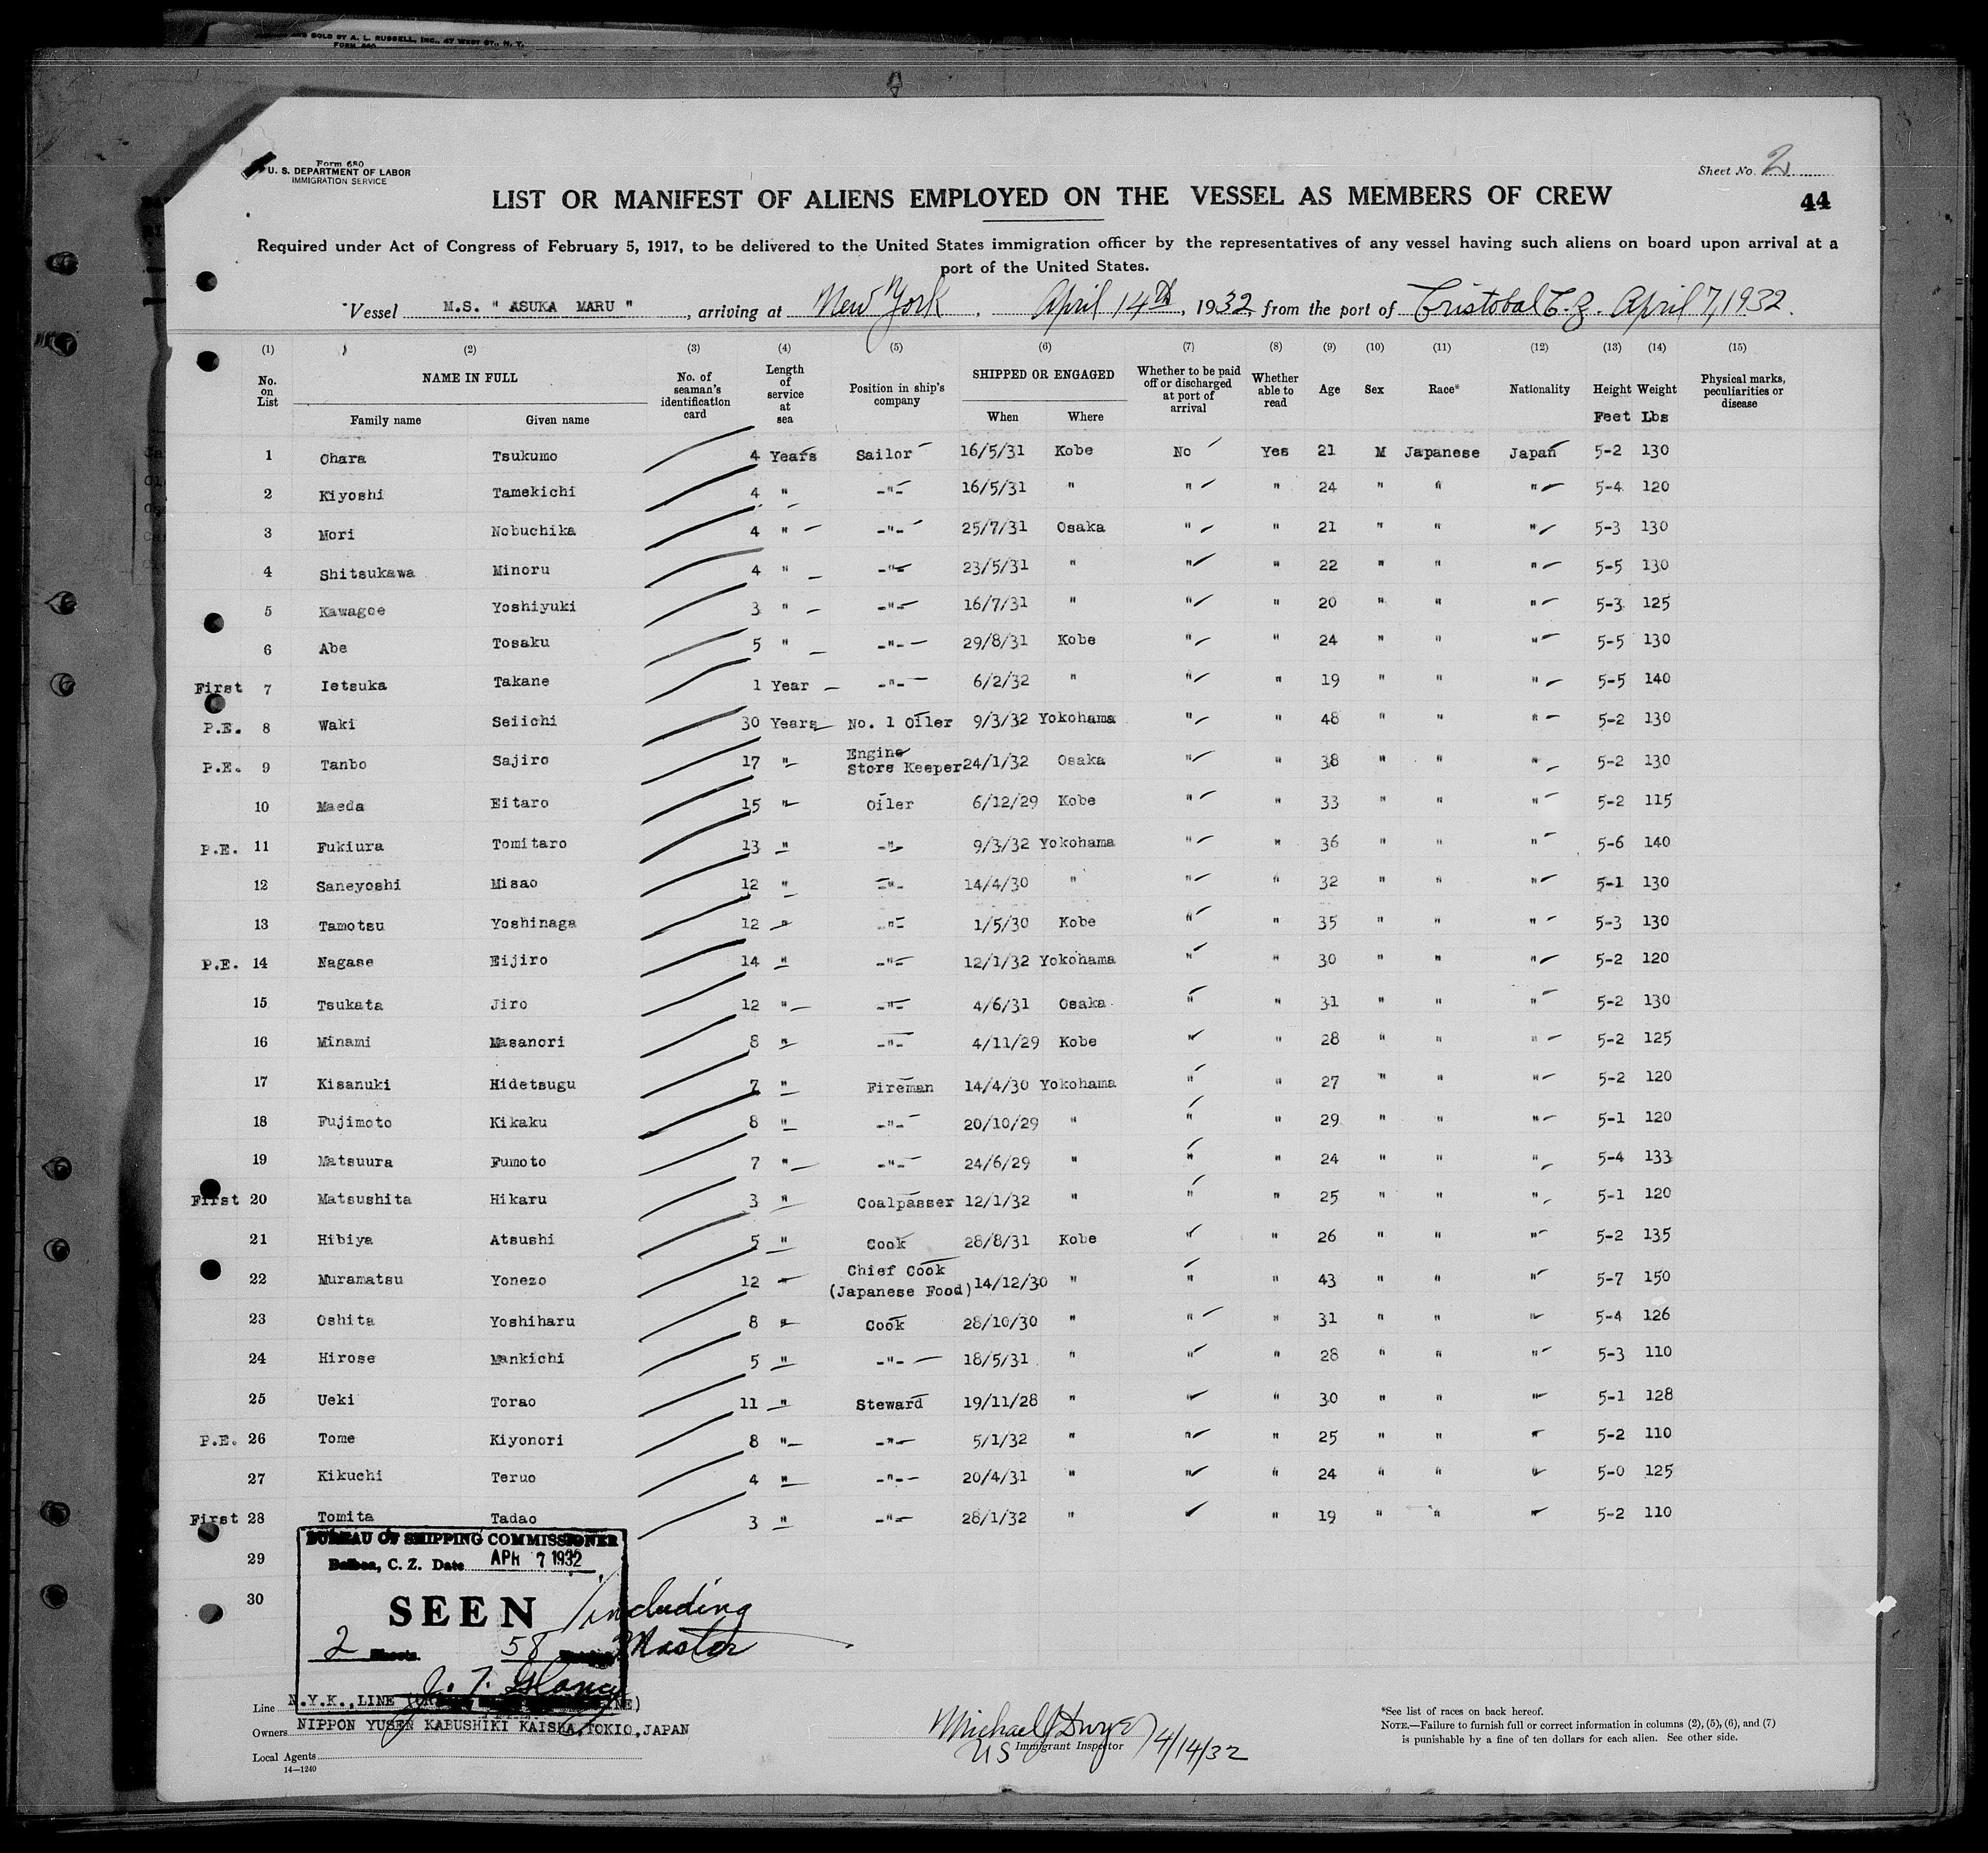 AND SOLD BY A. L. RUSSELL, INC., 47 WEST ST., N. Y.
FORM 680
Form 680
U. S. DEPARTMENT OF LABOR
IMMIGRATION SERVICE
Sheet No. 2
LIST OR MANIFEST OF ALIENS EMPLOYED ON THE VESSEL AS MEMBERS OF CREW
44
Required under Act of Congress of February 5, 1917, to be delivered to the United States immigration officer by the representatives of any vessel having such aliens on board upon arrival at a
port of the United States.
Vessel M.S. " ASUKA MARU " , arriving at New York , April 14th, 1932, from the port of Cristobal C.Z. April 7, 1932.
(1) (2) (3) (4) (5) (6) (7) (8) (9) (10) (11) (12) (13) (14) (15)
No. on List NAME IN FULL Family name Given name No. of seaman's identification card Length of service at sea Position in ship's company SHIPPED OR ENGAGED When Where Whether to be paid off or discharged at port of arrival Whether able to read Age Sex Race* Nationality Height Feet Weight Lbs Physical marks, peculiarities or disease
1 Ohara Tsukumo 4 Years Sailor 16/5/31 Kobe No Yes 21 M Japanese Japan 5-2 130
2 Kiyoshi Tamekichi 4 " -"- 16/5/31 " " " 24 " " " 5-4 120
3 Mori Nobuchika 4 " -"- 25/7/31 Osaka " " 21 " " " 5-3 130
4 Shitsukawa Minoru 4 " -"- 23/5/31 " " " 22 " " " 5-5 130
5 Kawagoe Yoshiyuki 3 " -"- 16/7/31 " " " 20 " " " 5-3 125
6 Abe Tosaku 5 " -"- 29/8/31 Kobe " " 24 " " " 5-5 130
First 7 Ietsuka Takane 1 Year -"- 6/2/32 " " " 19 " " " 5-5 140
P.E. 8 Waki Seiichi 30 Years No. 1 Oiler 9/3/32 Yokohama " " 48 " " " 5-2 130
P.E. 9 Tanbo Sajiro 17 " Engine Store Keeper 24/1/32 Osaka " " 38 " " " 5-2 130
10 Maeda Eitaro 15 " Oiler 6/12/29 Kobe " " 33 " " " 5-2 115
P.E. 11 Fukiura Tomitaro 13 " -"- 9/3/32 Yokohama " " 36 " " " 5-6 140
12 Saneyoshi Misao 12 " -"- 14/4/30 " " " 32 " " " 5-1 130
13 Tamotsu Yoshinaga 12 " -"- 1/5/30 Kobe " " 35 " " " 5-3 130
P.E. 14 Nagase Eijiro 14 " -"- 12/1/32 Yokohama " " 30 " " " 5-2 120
15 Tsukata Jiro 12 " -"- 4/6/31 Osaka " " 31 " " " 5-2 130
16 Minami Masanori 8 " -"- 4/11/29 Kobe " " 28 " " " 5-2 125
17 Kisanuki Hidetsugu 7 " Fireman 14/4/30 Yokohama " " 27 " " " 5-2 120
18 Fujimoto Kikaku 8 " -"- 20/10/29 " " " 29 " " " 5-1 120
19 Matsuura Fumoto 7 " -"- 24/6/29 " " " 24 " " " 5-4 133
First 20 Matsushita Hikaru 3 " Coalpasser 12/1/32 " " " 25 " " " 5-1 120
21 Hibiya Atsushi 5 " Cook 28/8/31 Kobe " " 26 " " " 5-2 135
22 Muramatsu Yonezo 12 " Chief Cook (Japanese Food) 14/12/30 " " " 43 " " " 5-7 150
23 Oshita Yoshiharu 8 " Cook 28/10/30 " " " 31 " " " 5-4 126
24 Hirose Mankichi 5 " -"- 18/5/31 " " " 28 " " " 5-3 110
25 Ueki Torao 11 " Steward 19/11/28 " " " 30 " " " 5-1 128
P.E. 26 Tome Kiyonori 8 " -"- 5/1/32 " " " 25 " " " 5-2 110
27 Kikuchi Teruo 4 " -"- 20/4/31 " " " 24 " " " 5-0 125
First 28 Tomita Tadao 3 " -"- 28/1/32 " " " 19 " " " 5-2 110
29
30
BUREAU OF SHIPPING COMMISSIONER
Balboa, C. Z. Date APR 7 1932
SEEN
including
2 Sheets 58 Master
J. T. Glancy
Line N.Y.K., LINE
Owners NIPPON YUSEN KABUSHIKI KAISHA, TOKIO, JAPAN
Local Agents
14—1240
Michael J Dwyer 4/14/32
US Immigrant Inspector
*See list of races on back hereof.
NOTE.—Failure to furnish full or correct information in columns (2), (5), (6), and (7)
is punishable by a fine of ten dollars for each alien. See other side.